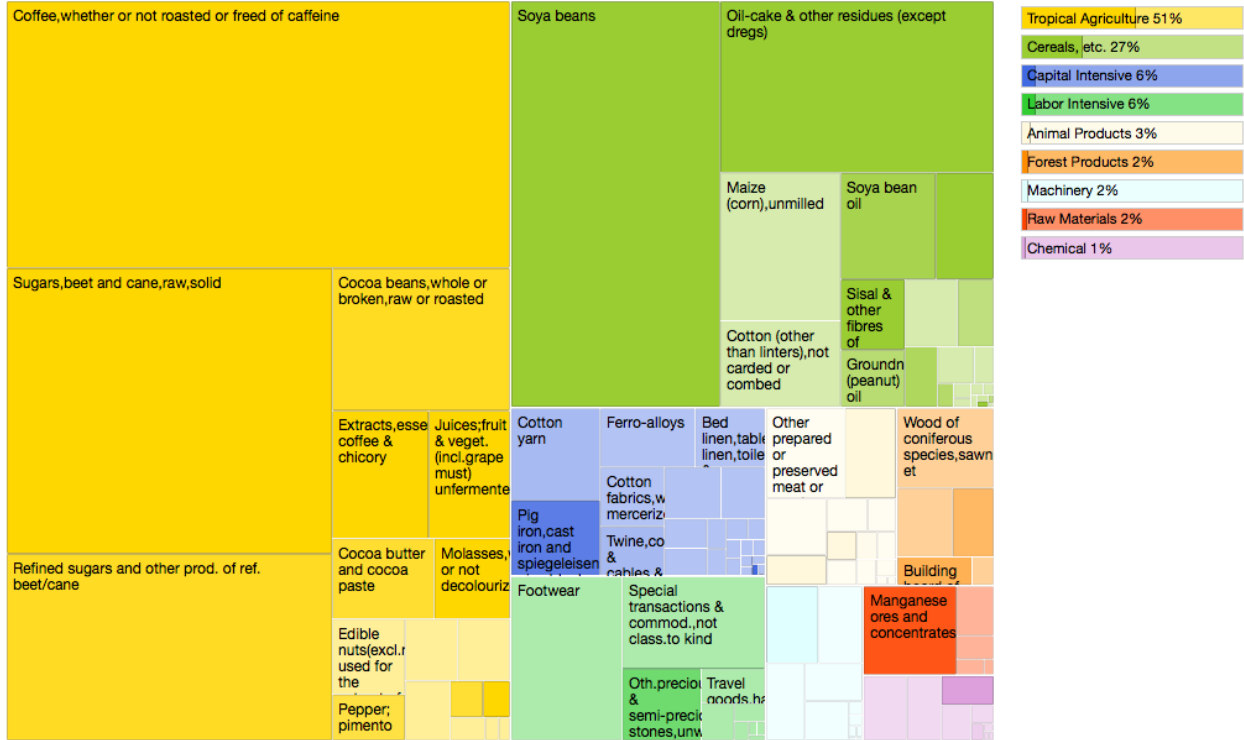 Coffee,whether or not roasted or freed of caffeine
Sugars,beet and cane,raw,solid
Refined sugars and other prod. of ref.
beet/cane
Cocoa beans,whole or
broken,raw or roasted
Extracts,esse
coffee &
chicory
Juices;fruit
& veget.
(incl.grape
must)
unfermente
Cocoa butter
and cocoa
paste
Molasses,
or not
decolouriz
Edible
nuts(excl.
used for
the
Pepper;
pimento
Soya beans
Oil-cake & other residues (except
dregs)
Maize
(corn),unmilled
Soya bean
oil
Cotton (other
than linters),not
carded or
combed
Sisal &
other
fibres
of
Groundn
(peanut)
oil
Cotton
yarn
Ferro-alloys
Bed
linen,table
linen,toile
Pig
iron,cast
iron and
spiegeleisen
Cotton
fabrics,w
merceriz
Twine,co
&
cables &
Other
prepared
or
preserved
meat or
Wood of
coniferous
species,sawn
et
Building
board of
Footwear
Special
transactions &
commod.,not
class.to kind
Oth.preciou
&
semi-precic
stones,unw
Travel
goods,ha
Manganese
ores and
concentrates
Tropical Agriculture 51%
Cereals, etc. 27%
Capital Intensive 6%
Labor Intensive 6%
Animal Products 3%
Forest Products 2%
Machinery 2%
Raw Materials 2%
Chemical 1%